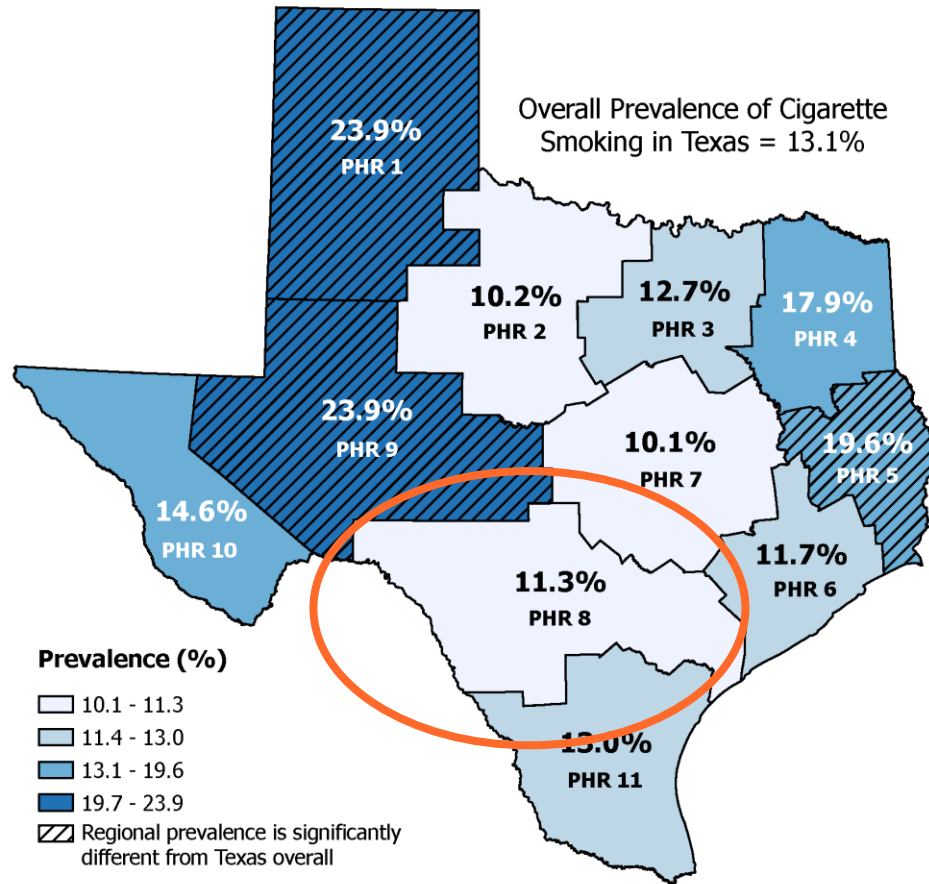 23.9%
PHR 1
Overall Prevalence of Cigarette
Smoking in Texas = 13.1%
10.2%
PHR 2
12.7%
PHR 3
17.9%
PHR 4
23.9%
PHR 9
10.1%
PHR 7
19.6%
PHR 5
14.6%
PHR 10
11.3%
PHR 8
11.7%
PHR 6
13.0%
PHR 11
Prevalence (%)
10.1 - 11.3
11.4 - 13.0
13.1 - 19.6
19.7 - 23.9
Regional prevalence is significantly
different from Texas overall